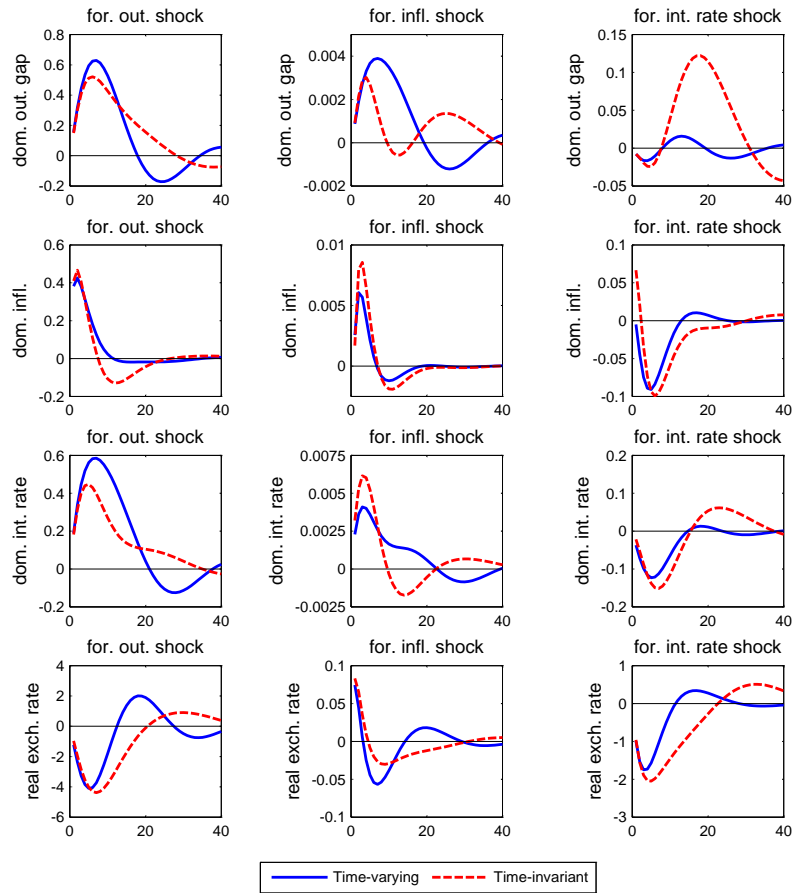 for. out. shock
for. infl. shock
for. int. rate shock
dom. out. gap
0.8
0.6
0.4
0.2
0
-0.2
0 20 40
dom. out. gap
0.004
0.002
0
-0.002
0 20 40
dom. out. gap
0.15
0.1
0.05
0
-0.05
0 20 40
for. out. shock
for. infl. shock
for. int. rate shock
dom. infl.
0.6
0.4
0.2
0
-0.2
0 20 40
dom. infl.
0.01
0.005
0
0 20 40
dom. infl.
0.1
0.05
0
-0.05
-0.1
0 20 40
for. out. shock
for. infl. shock
for. int. rate shock
dom. int. rate
0.6
0.4
0.2
0
-0.2
0 20 40
dom. int. rate
0.0075
0.005
0.0025
0
-0.0025
0 20 40
dom. int. rate
0.2
0.1
0
-0.1
-0.2
0 20 40
for. out. shock
for. infl. shock
for. int. rate shock
real exch. rate
4
2
0
-2
-4
-6
0 20 40
real exch. rate
0.1
0.05
0
-0.05
-0.1
0 20 40
real exch. rate
1
0
-1
-2
-3
0 20 40
Time-varying
Time-invariant